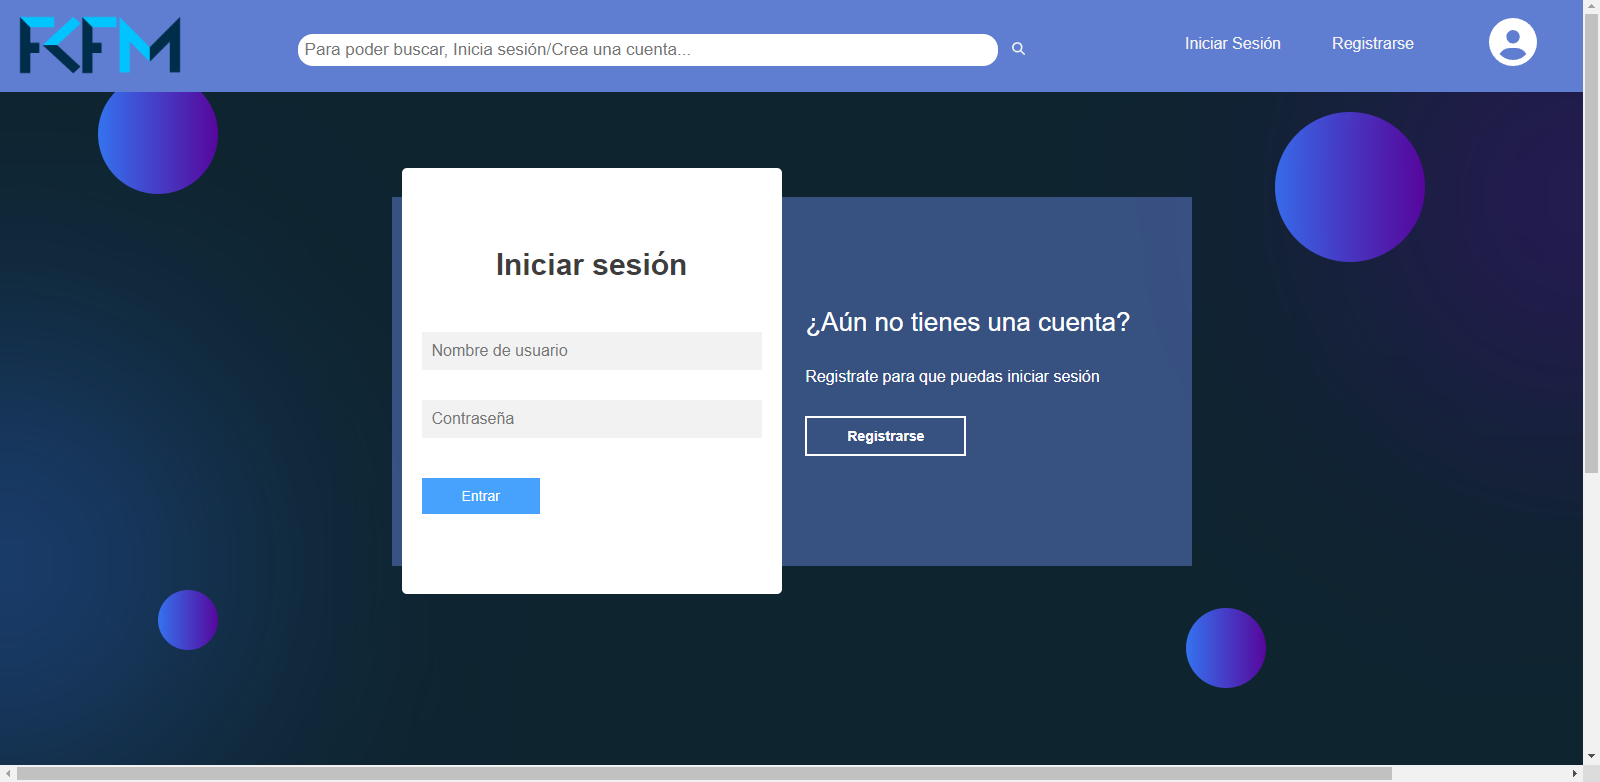 FKFM
Para poder buscar, Inicia sesión/Crea una cuenta...
Iniciar Sesión
Registrarse
Iniciar sesión
Nombre de usuario
Contraseña
Entrar
¿Aún no tienes una cuenta?
Registrate para que puedas iniciar sesión
Registrarse